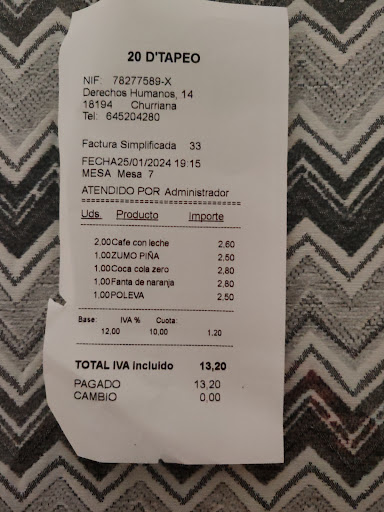 20 D'TAPEO
NIF: 78277589-X
Derechos Humanos, 14
18194 Churriana
Tel: 645204280
Factura Simplificada 33
FECHA25/01/2024 19:15
MESA Mesa 7
ATENDIDO POR Administrador
Uds Producto Importe
2,00Cafe con leche 2,60
1,00ZUMO PIÑA 2,50
1,00Coca cola zero 2,80
1,00Fanta de naranja 2,80
1,00POLEVA 2,50
Base: IVA % Cuota:
12,00 10,00 1,20
TOTAL IVA incluido 13,20
PAGADO 13,20
CAMBIO 0,00